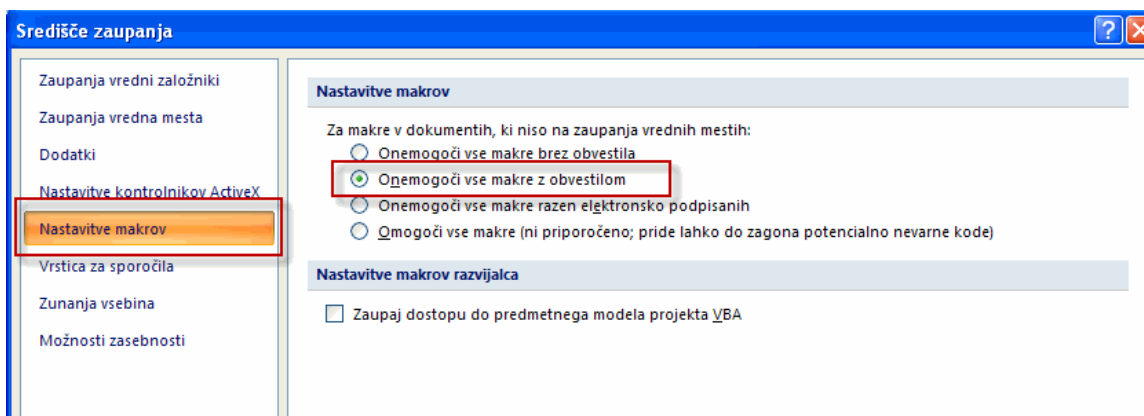 Središče zaupanja
Zaupanja vredni založniki
Zaupanja vredna mesta
Dodatki
Nastavitve kontrolnikov ActiveX
Nastavitve makrov
Vrstica za sporočila
Zunanja vsebina
Možnosti zasebnosti
Nastavitve makrov
Za makre v dokumentih, ki niso na zaupanja vrednih mestih:
Onemogoči vse makre brez obvestila
Onemogoči vse makre z obvestilom
Onemogoči vse makre razen elektronsko podpisanih
Omogoči vse makre (ni priporočeno; pride lahko do zagona potencialno nevarne kode)
Nastavitve makrov razvijalca
Zaupaj dostopu do predmetnega modela projekta VBA